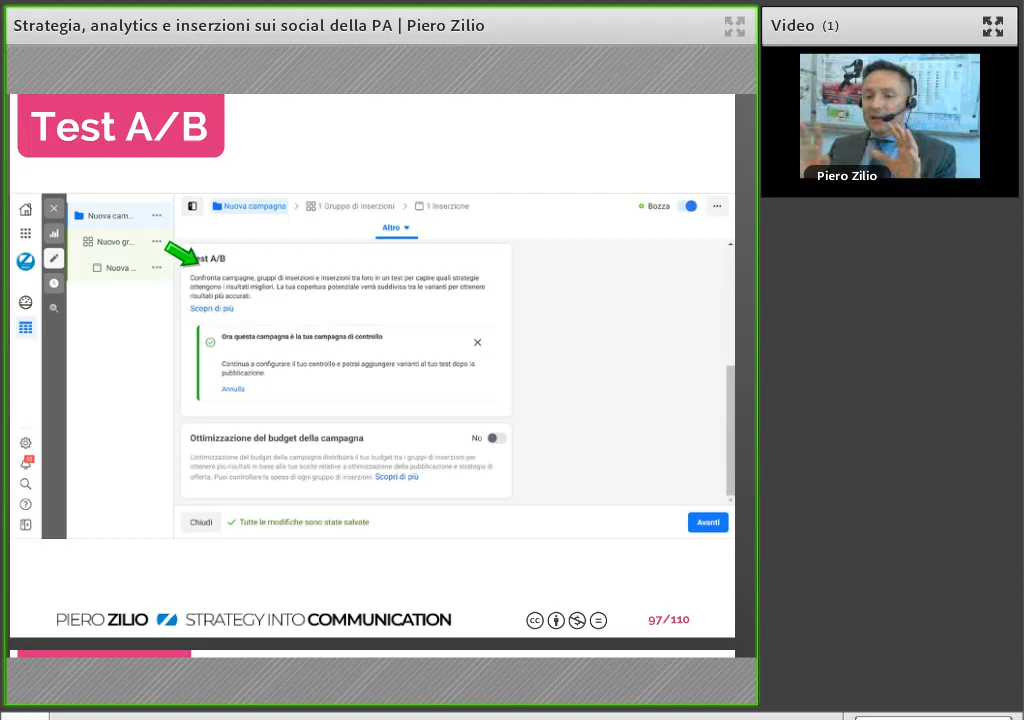 Strategia, analytics e inserzioni sui social della PA | Piero Zilio
Video (1)
Piero Zilio
Test A/B
Nuova campagna
1 Gruppo di inserzioni
1 Inserzione
Bozza
Nuova cam...
Nuovo gr...
Nuova ...
Altro
est A/B
Confronta campagne, gruppi di inserzioni e inserzioni tra loro in un test per capire quali strategie
ottengono i risultati migliori. La tua copertura potenziale verrà suddivisa tra le varianti per ottenere
risultati più accurati.
Scopri di più
Ora questa campagna è la tua campagna di controllo
Continua a configurare il tuo controllo e potrai aggiungere varianti al tuo test dopo la
pubblicazione.
Annulla
Ottimizzazione del budget della campagna
No
L'ottimizzazione del budget della campagna distribuirà il tuo budget tra i gruppi di inserzioni per
ottenere più risultati in base alle tue scelte relative a ottimizzazione della pubblicazione e strategia di
offerta. Puoi controllare la spesa di ogni gruppo di inserzioni. Scopri di più
Chiudi
Tutte le modifiche sono state salvate
Avanti
PIERO ZILIO STRATEGY INTO COMMUNICATION
cc
97/110